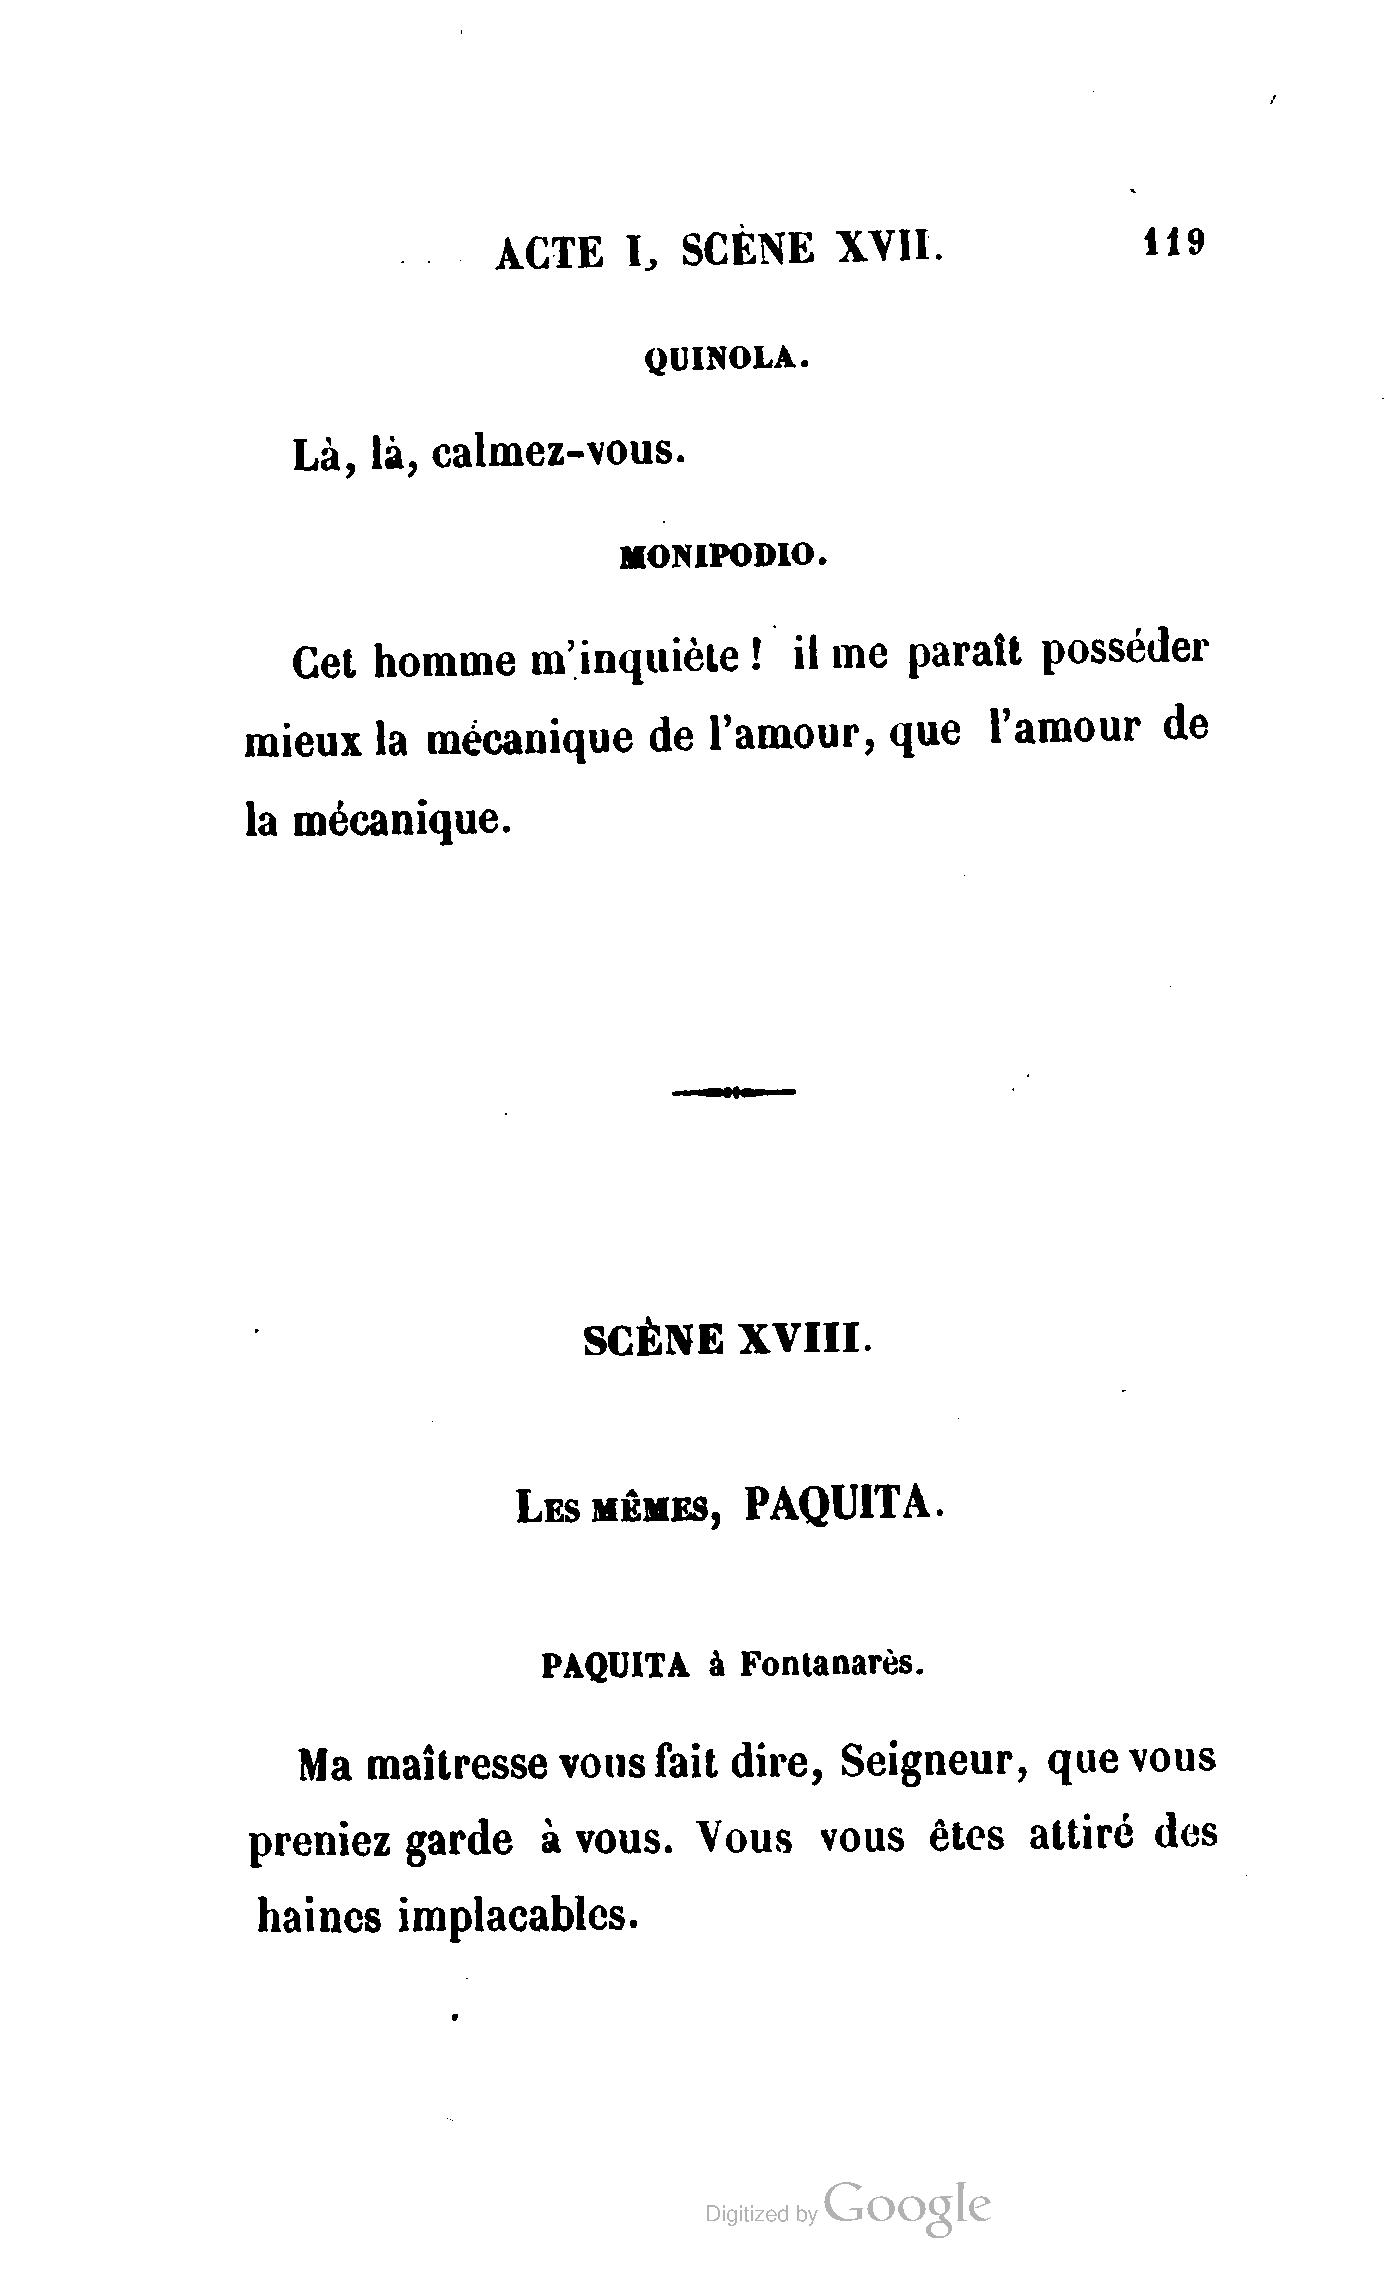 ACTE I, SCÈNE XVII. 119
QUINOLA.
Là, là, calmez-vous.
MONIPODIO.
Cet homme m'inquiète ! il me paraît posséder
mieux la mécanique de l'amour, que l'amour de
la mécanique.
SCÈNE XVIII.
LES MÊMES, PAQUITA.
PAQUITA à Fontanarès.
Ma maîtresse vous fait dire, Seigneur, que vous
preniez garde à vous. Vous vous êtes attiré des
haines implacables.
Digitized by Google